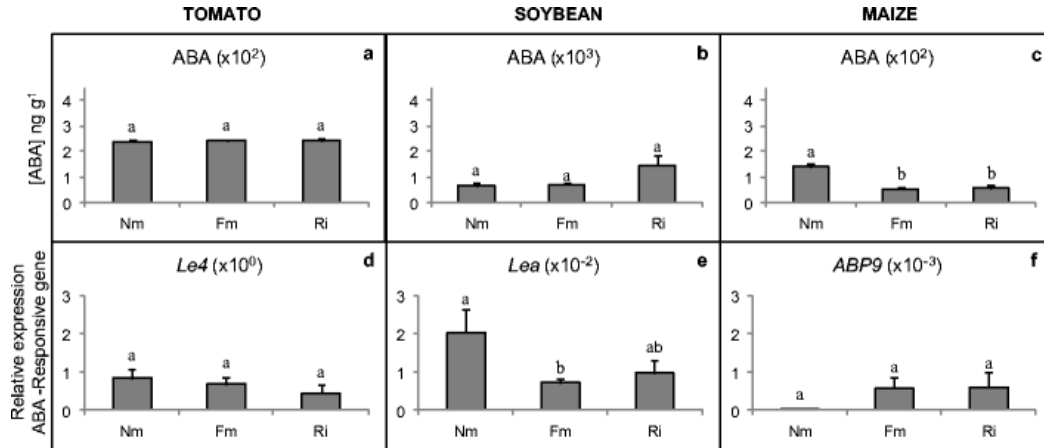 TOMATO SOYBEAN MAIZE
ABA (x10²) a ABA (x10³) b ABA (x10²) c
[ABA] ng g¹
4 4 4
3 3 3
2 2 2
1 1 1
0 0 0
a a a a a a a b b
Nm Fm Ri Nm Fm Ri Nm Fm Ri
Le4 (x10⁰) d Lea (x10⁻²) e ABP9 (x10⁻³) f
Relative expression
ABA -Responsive gene
3 3 3
2 2 2
1 1 1
0 0 0
a a a a b ab a a a
Nm Fm Ri Nm Fm Ri Nm Fm Ri